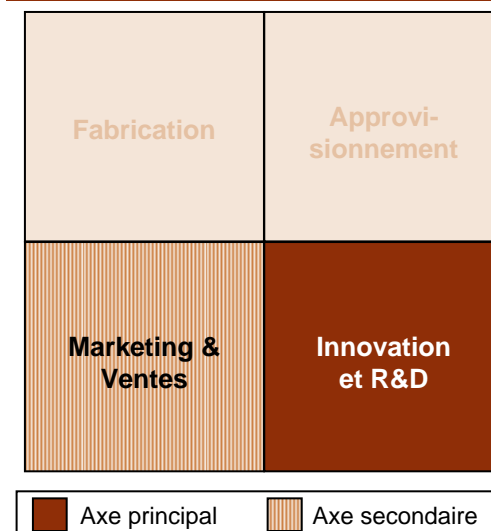 Fabrication
Approvi-
sionnement
Marketing &
Ventes
Innovation
et R&D
Axe principal
Axe secondaire